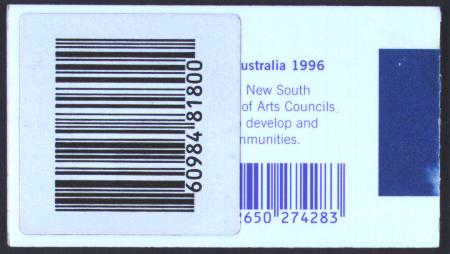 60984 81800
ustralia 1996
New South
of Arts Councils
develop and
mmunities.
2650 274283